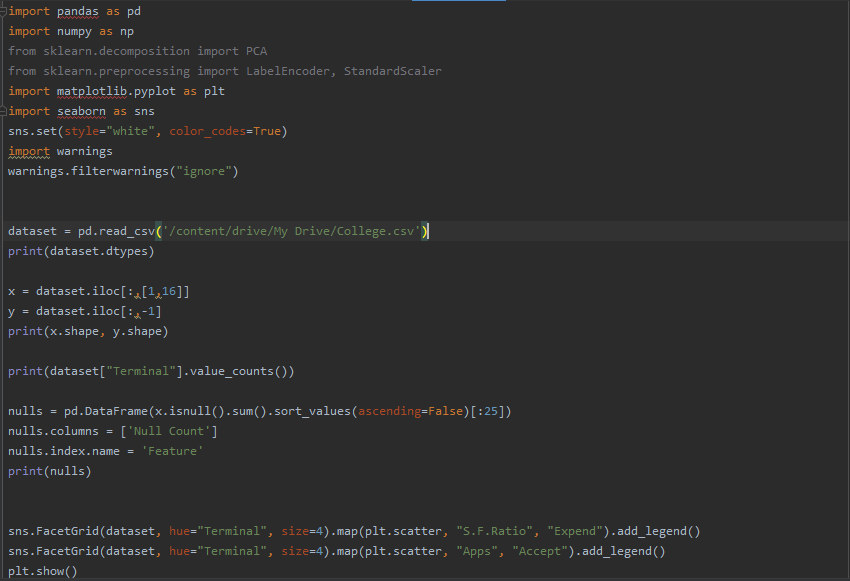 import pandas as pd
import numpy as np
from sklearn.decomposition import PCA
from sklearn.preprocessing import LabelEncoder, StandardScaler
import matplotlib.pyplot as plt
import seaborn as sns
sns.set(style="white", color_codes=True)
import warnings
warnings.filterwarnings("ignore")
dataset = pd.read_csv('/content/drive/My Drive/College.csv')
print(dataset.dtypes)
x = dataset.iloc[:,[1,16]]
y = dataset.iloc[:,-1]
print(x.shape, y.shape)
print(dataset["Terminal"].value_counts())
nulls = pd.DataFrame(x.isnull().sum().sort_values(ascending=False)[:25])
nulls.columns = ['Null Count']
nulls.index.name = 'Feature'
print(nulls)
sns.FacetGrid(dataset, hue="Terminal", size=4).map(plt.scatter, "S.F.Ratio", "Expend").add_legend()
sns.FacetGrid(dataset, hue="Terminal", size=4).map(plt.scatter, "Apps", "Accept").add_legend()
plt.show()